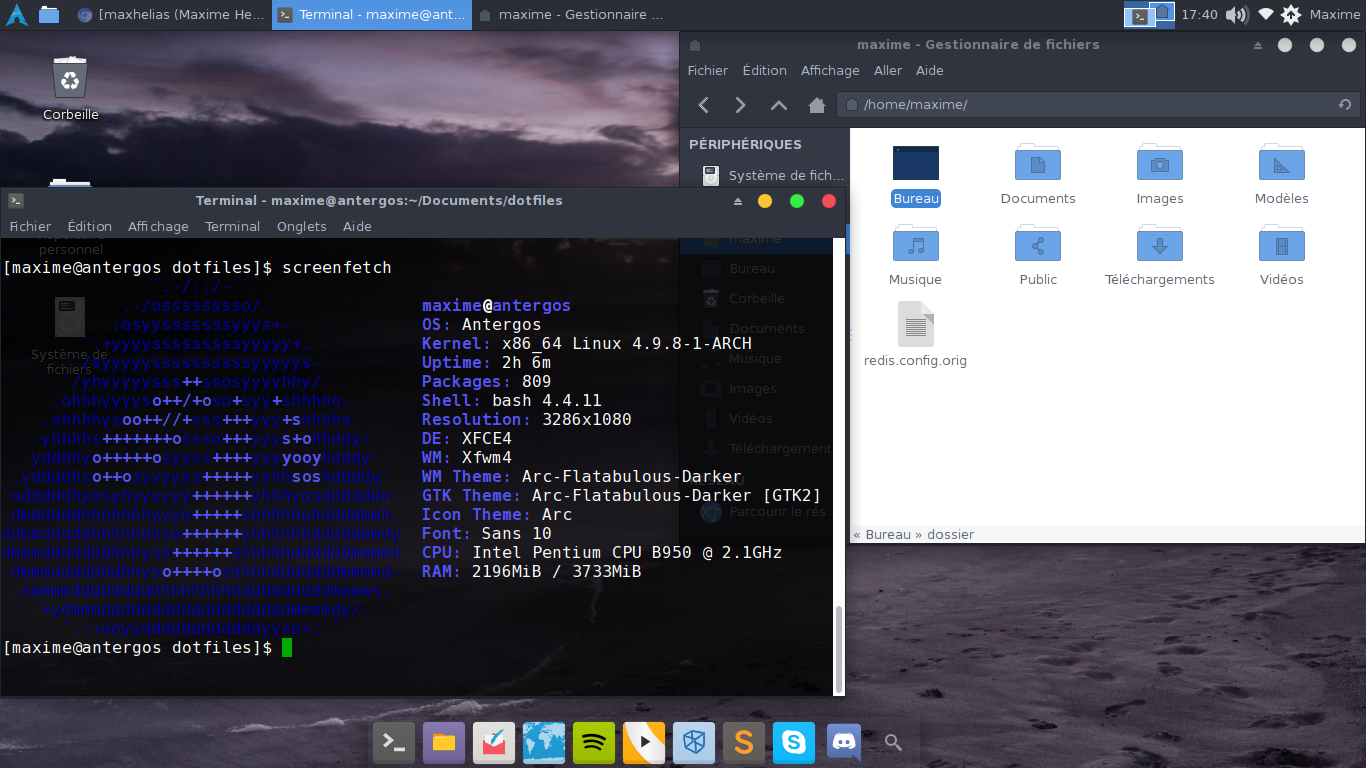 [maxhelias (Maxime He...
Terminal - maxime@ant...
maxime - Gestionnaire ...
17:40
Maxime
Corbeille
maxime - Gestionnaire de fichiers
Fichier Édition Affichage Aller Aide
/home/maxime/
PÉRIPHÉRIQUES
Système de fich...
maxime
Bureau
Corbeille
Documents
Musique
Images
Vidéos
Téléchargement
Parcourir le rés...
Bureau
Documents
Images
Modèles
Musique
Public
Téléchargements
Vidéos
redis.config.orig
« Bureau » dossier
Terminal - maxime@antergos:~/Documents/dotfiles
Fichier Édition Affichage Terminal Onglets Aide
personnel
Système de
fichiers
[maxime@antergos dotfiles]$ screenfetch
maxime@antergos
OS: Antergos
Kernel: x86_64 Linux 4.9.8-1-ARCH
Uptime: 2h 6m
Packages: 809
Shell: bash 4.4.11
Resolution: 3286x1080
DE: XFCE4
WM: Xfwm4
WM Theme: Arc-Flatabulous-Darker
GTK Theme: Arc-Flatabulous-Darker [GTK2]
Icon Theme: Arc
Font: Sans 10
CPU: Intel Pentium CPU B950 @ 2.1GHz
RAM: 2196MiB / 3733MiB
[maxime@antergos dotfiles]$